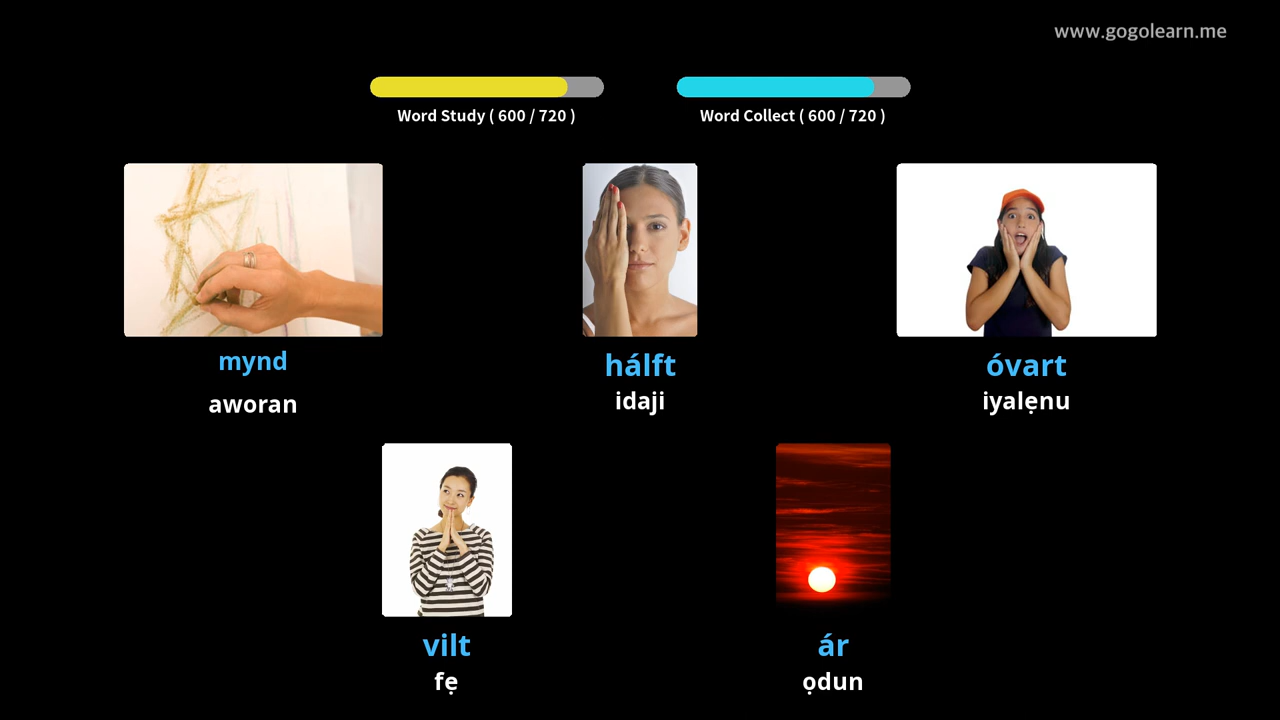 www.gogolearn.me
Word Study ( 600 / 720 )
Word Collect ( 600 / 720 )
mynd
aworan
hálft
idaji
óvart
iyalẹnu
vilt
fẹ
ár
ọdun